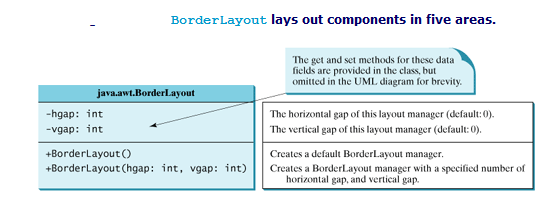 BorderLayout lays out components in five areas.
The get and set methods for these data
fields are provided in the class, but
omitted in the UML diagram for brevity.
java.awt.BorderLayout
-hgap: int
-vgap: int
The horizontal gap of this layout manager (default: 0).
The vertical gap of this layout manager (default: 0).
+BorderLayout()
+BorderLayout(hgap: int, vgap: int)
Creates a default BorderLayout manager.
Creates a BorderLayout manager with a specified number of
horizontal gap, and vertical gap.